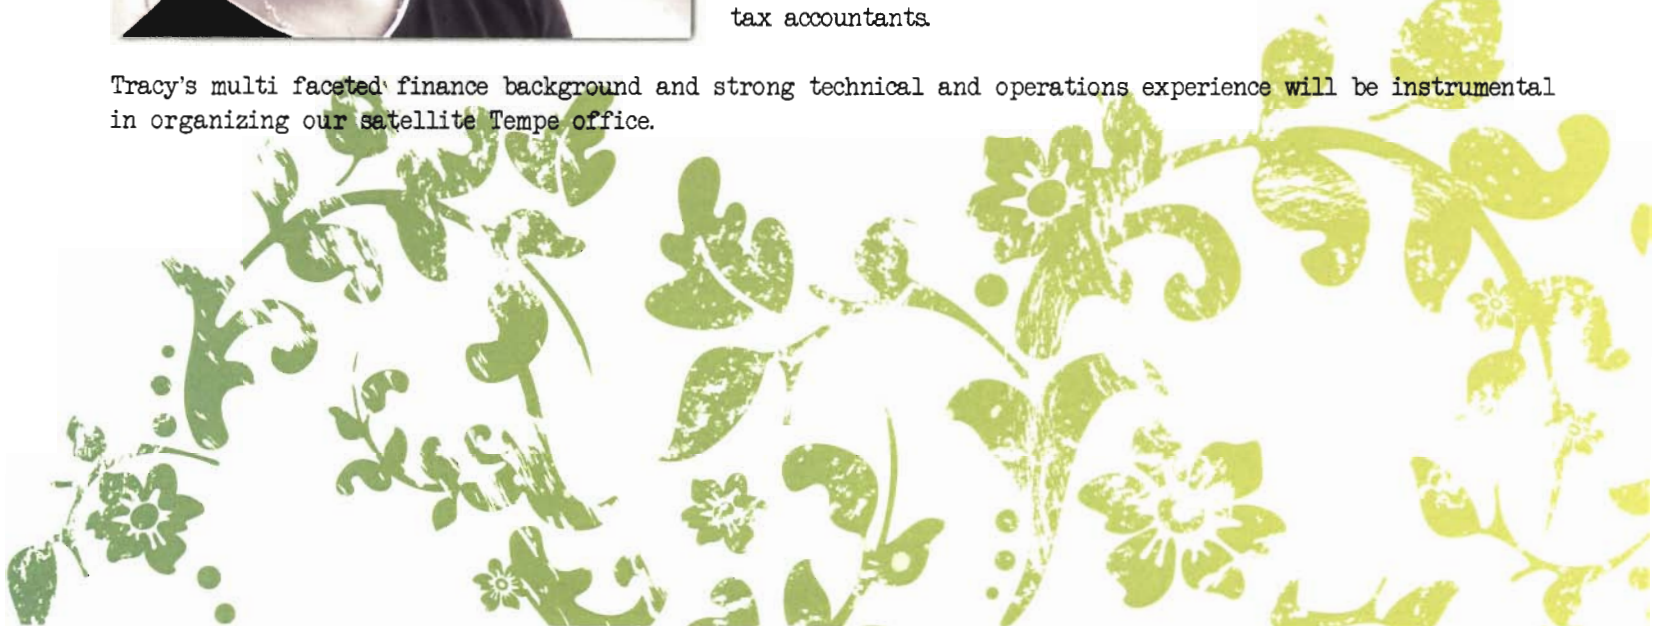 tax accountants.
Tracy's multi faceted finance background and strong technical and operations experience will be instrumental
in organizing our satellite Tempe office.